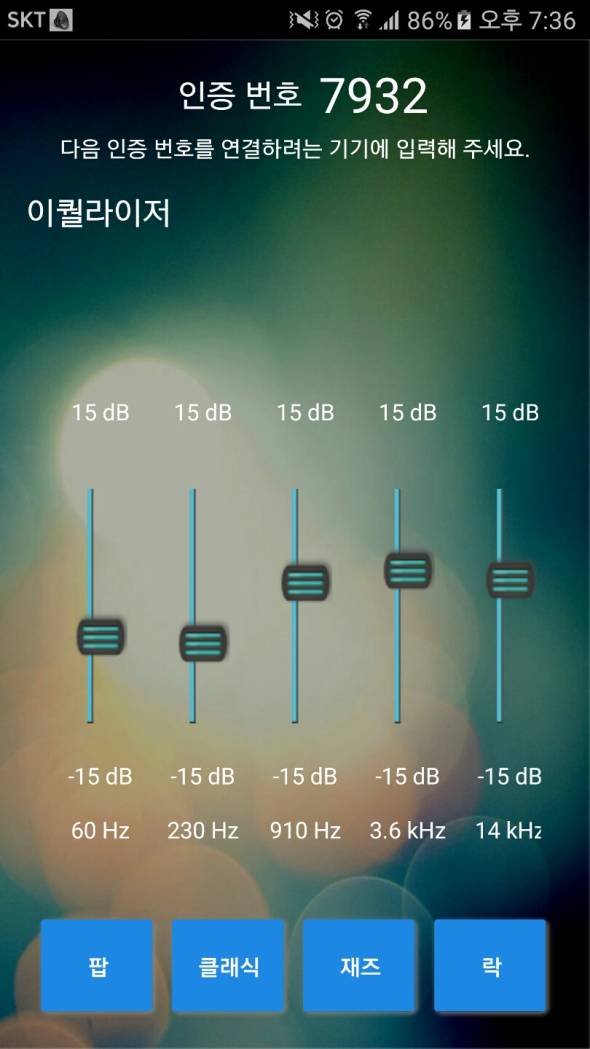 SKT 86% 오후 7:36
인증 번호 7932
다음 인증 번호를 연결하려는 기기에 입력해 주세요.
이퀄라이저
15 dB 15 dB 15 dB 15 dB 15 dB
-15 dB -15 dB -15 dB -15 dB -15 dB
60 Hz 230 Hz 910 Hz 3.6 kHz 14 kHz
팝 클래식 재즈 락